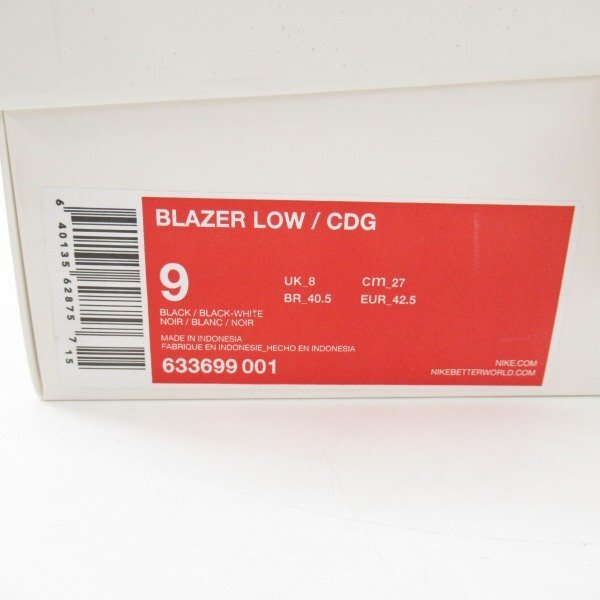 BLAZER LOW / CDG
9
UK_8 cm_27
BR_40.5 EUR_42.5
BLACK / BLACK-WHITE
NOIR / BLANC / NOIR
MADE IN INDONESIA
FABRIQUE EN INDONESIE_HECHO EN INDONESIA
633699 001
NIKE.COM
NIKEBETTERWORLD.COM
6 40135 62875 7 15